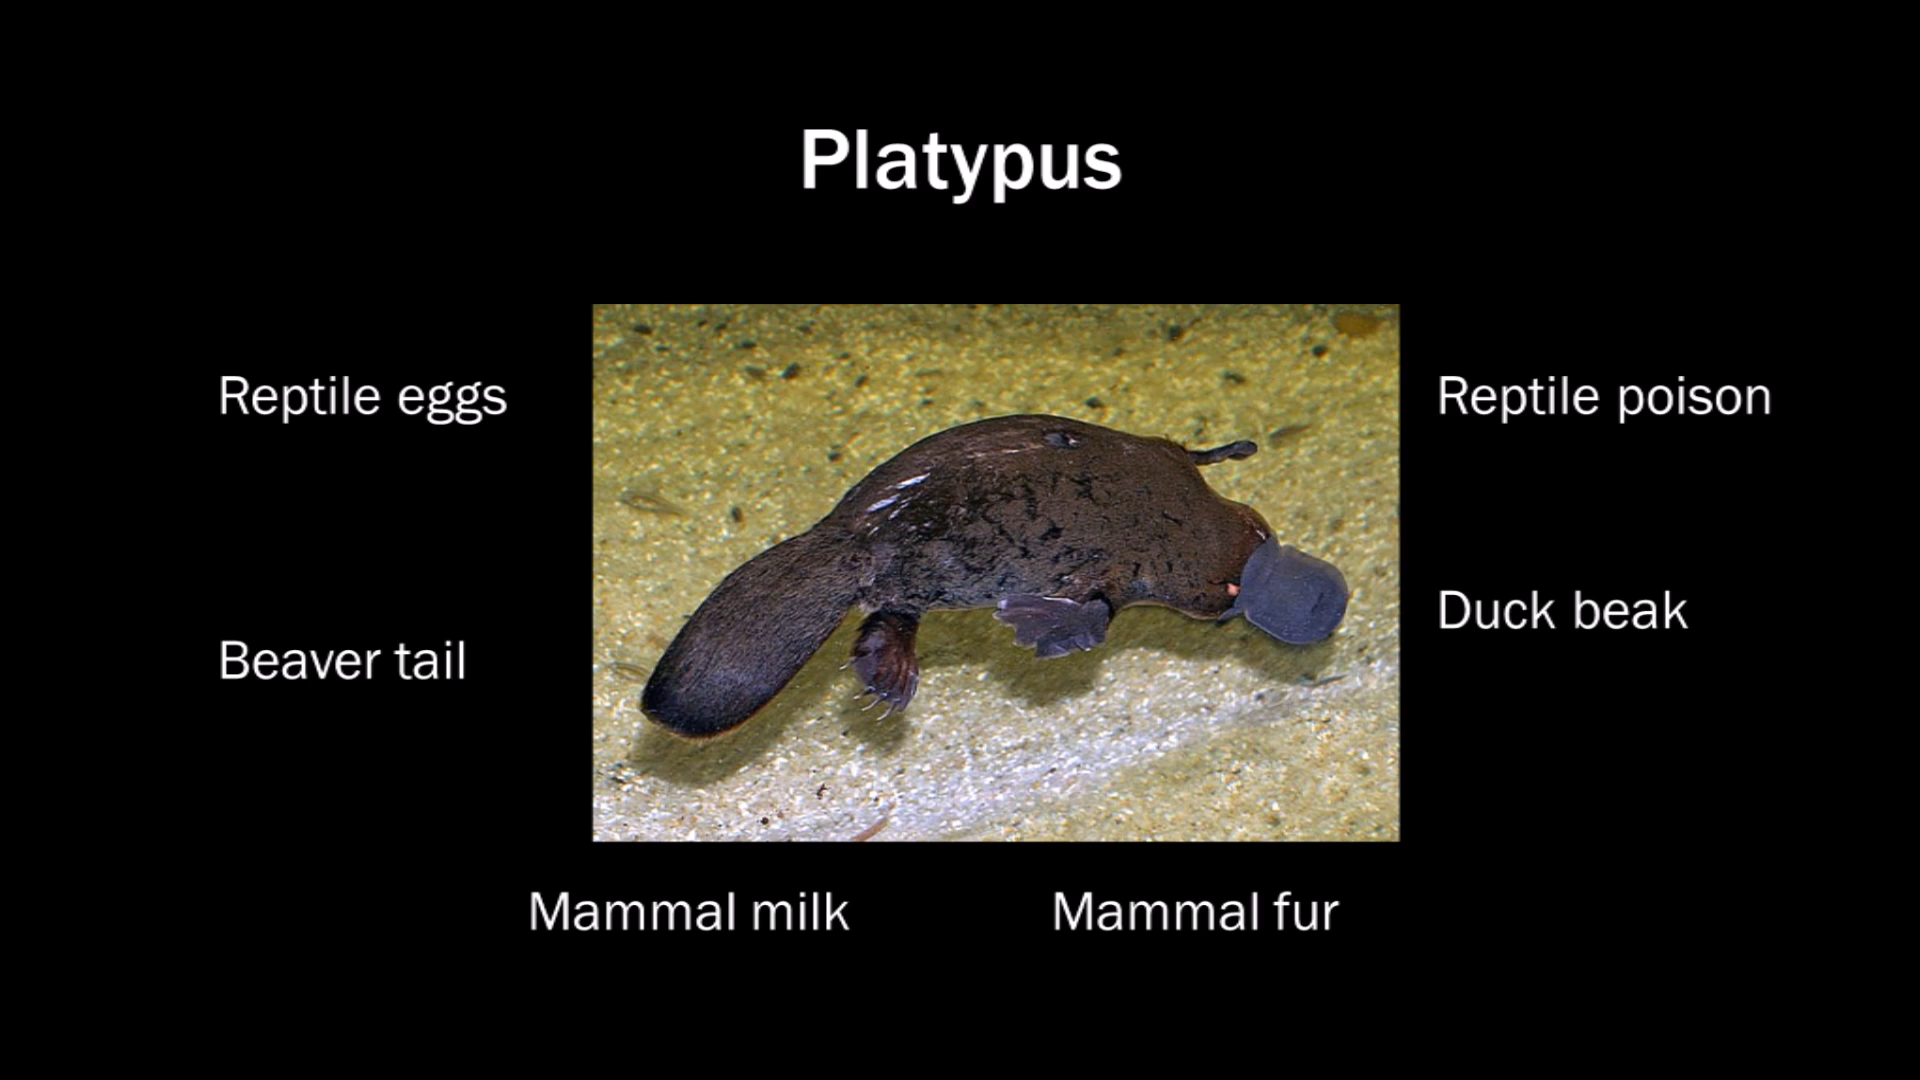 Platypus
Reptile eggs
Reptile poison
Duck beak
Beaver tail
Mammal milk
Mammal fur